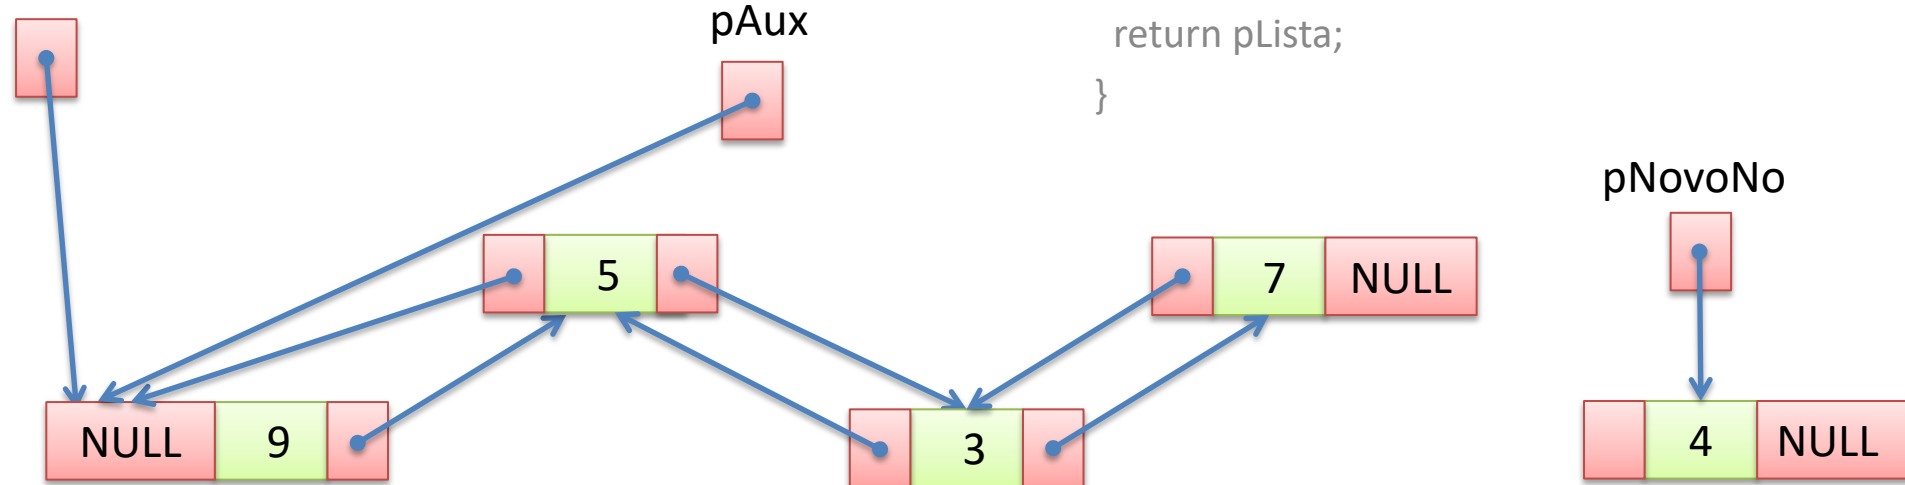 pAux
return pLista;
}
pNovoNo
5
7 NULL
NULL 9
3
4 NULL